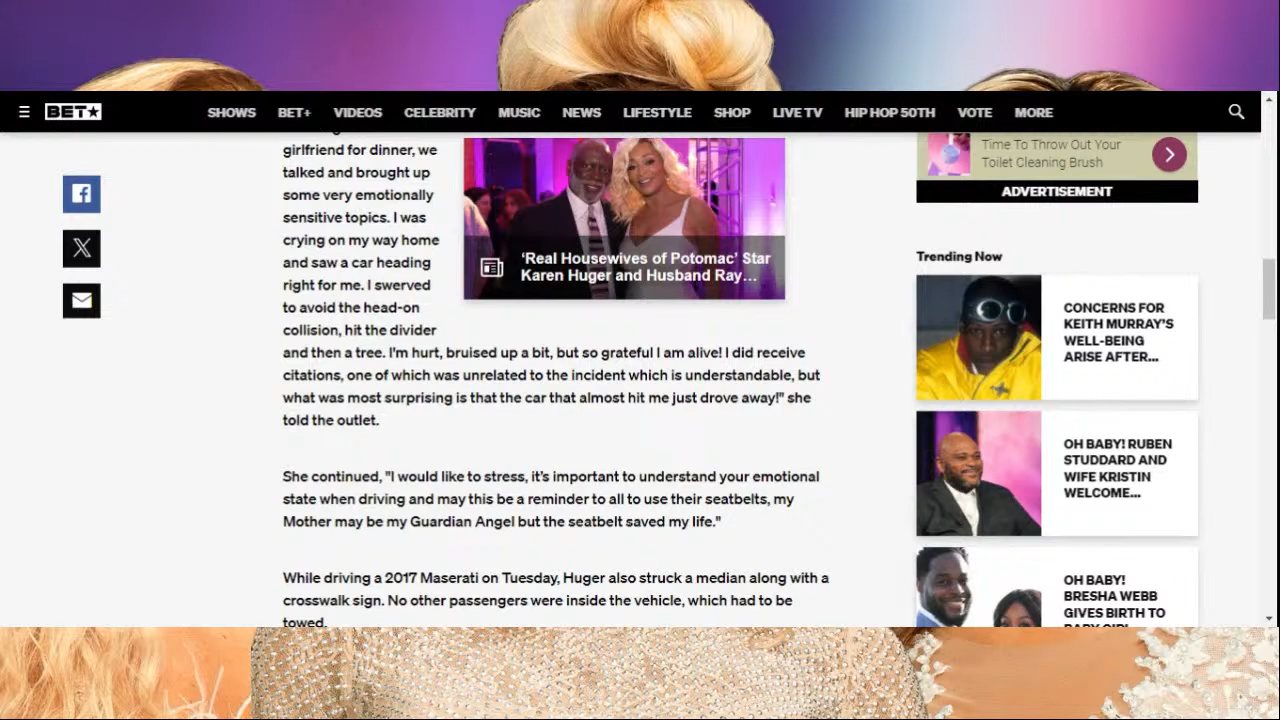 BET★
SHOWS
BET+
VIDEOS
CELEBRITY
MUSIC
NEWS
LIFESTYLE
SHOP
LIVE TV
HIP HOP 50TH
VOTE
MORE
girlfriend for dinner, we
talked and brought up
some very emotionally
sensitive topics. I was
crying on my way home
and saw a car heading
right for me. I swerved
to avoid the head-on
collision, hit the divider
and then a tree. I'm hurt, bruised up a bit, but so grateful I am alive! I did receive
citations, one of which was unrelated to the incident which is understandable, but
what was most surprising is that the car that almost hit me just drove away!" she
told the outlet.
She continued, "I would like to stress, it's important to understand your emotional
state when driving and may this be a reminder to all to use their seatbelts, my
Mother may be my Guardian Angel but the seatbelt saved my life."
While driving a 2017 Maserati on Tuesday, Huger also struck a median along with a
crosswalk sign. No other passengers were inside the vehicle, which had to be
towed.
‘Real Housewives of Potomac’ Star
Karen Huger and Husband Ray…
Time To Throw Out Your
Toilet Cleaning Brush
ADVERTISEMENT
Trending Now
CONCERNS FOR
KEITH MURRAY'S
WELL-BEING
ARISE AFTER...
OH BABY! RUBEN
STUDDARD AND
WIFE KRISTIN
WELCOME...
OH BABY!
BRESHA WEBB
GIVES BIRTH TO
BABY GIRL